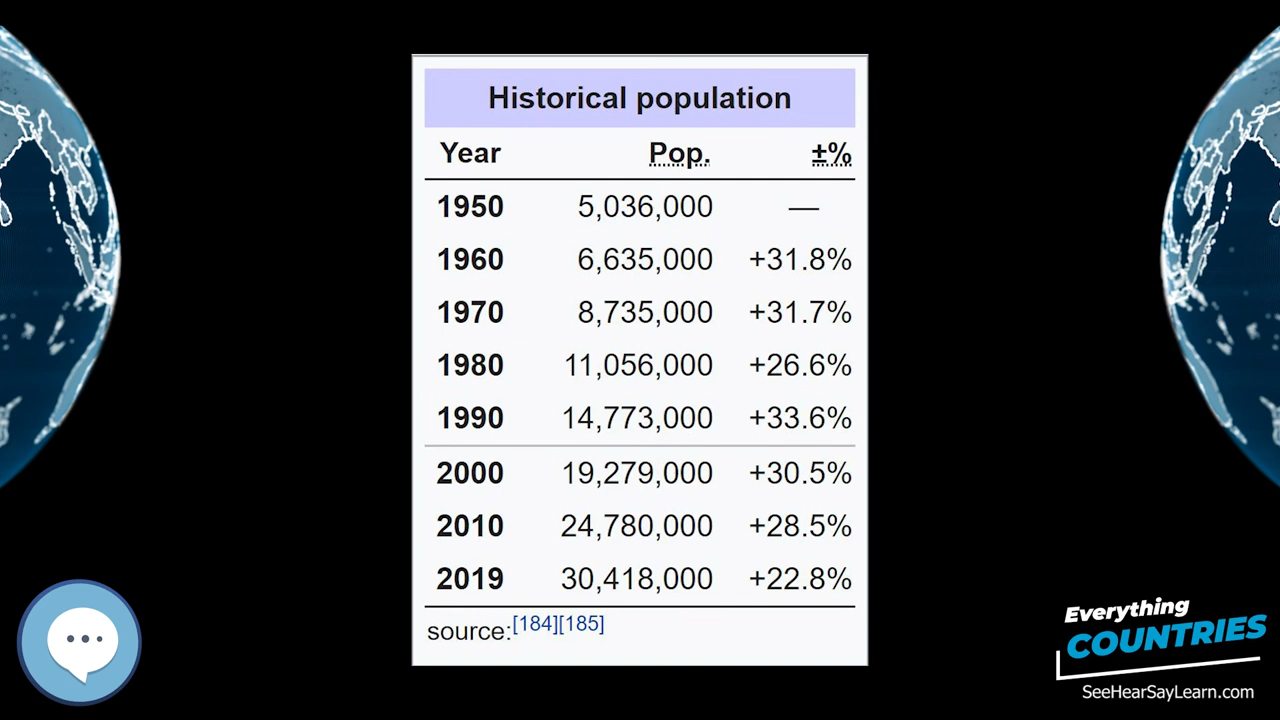 Historical population
Year Pop. ±%
1950 5,036,000 —
1960 6,635,000 +31.8%
1970 8,735,000 +31.7%
1980 11,056,000 +26.6%
1990 14,773,000 +33.6%
2000 19,279,000 +30.5%
2010 24,780,000 +28.5%
2019 30,418,000 +22.8%
source:[184][185]
Everything
COUNTRIES
SeeHearSayLearn.com